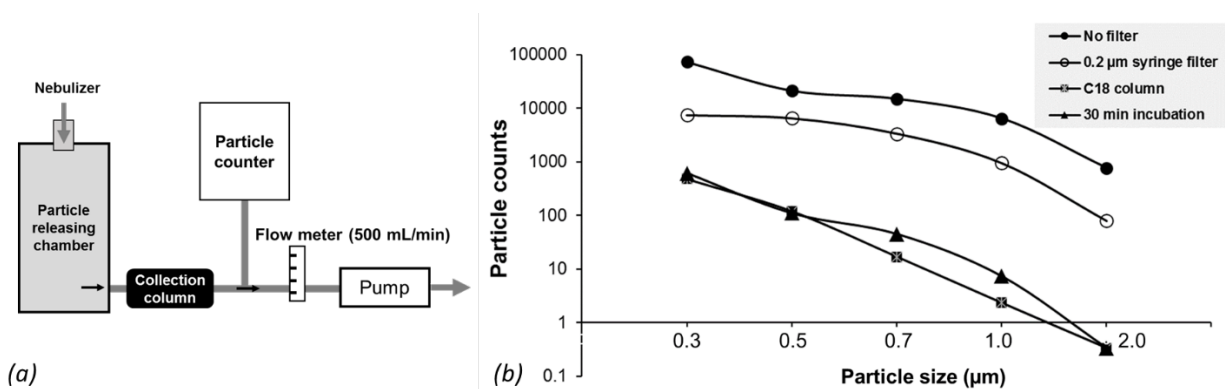 Nebulizer
Particle
releasing
chamber
Collection
column
Particle
counter
Flow meter (500 mL/min)
Pump
(a)
Particle counts
100000
10000
1000
100
10
1
0.1
0.3
0.5
0.7
1.0
2.0
Particle size (µm)
No filter
0.2 µm syringe filter
C18 column
30 min incubation
(b)